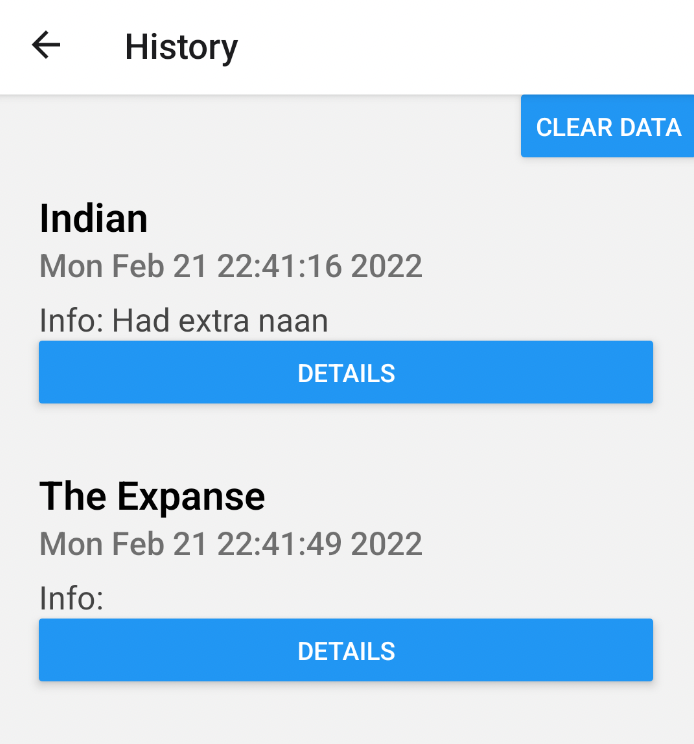 History
CLEAR DATA
Indian
Mon Feb 21 22:41:16 2022
Info: Had extra naan
DETAILS
The Expanse
Mon Feb 21 22:41:49 2022
Info:
DETAILS